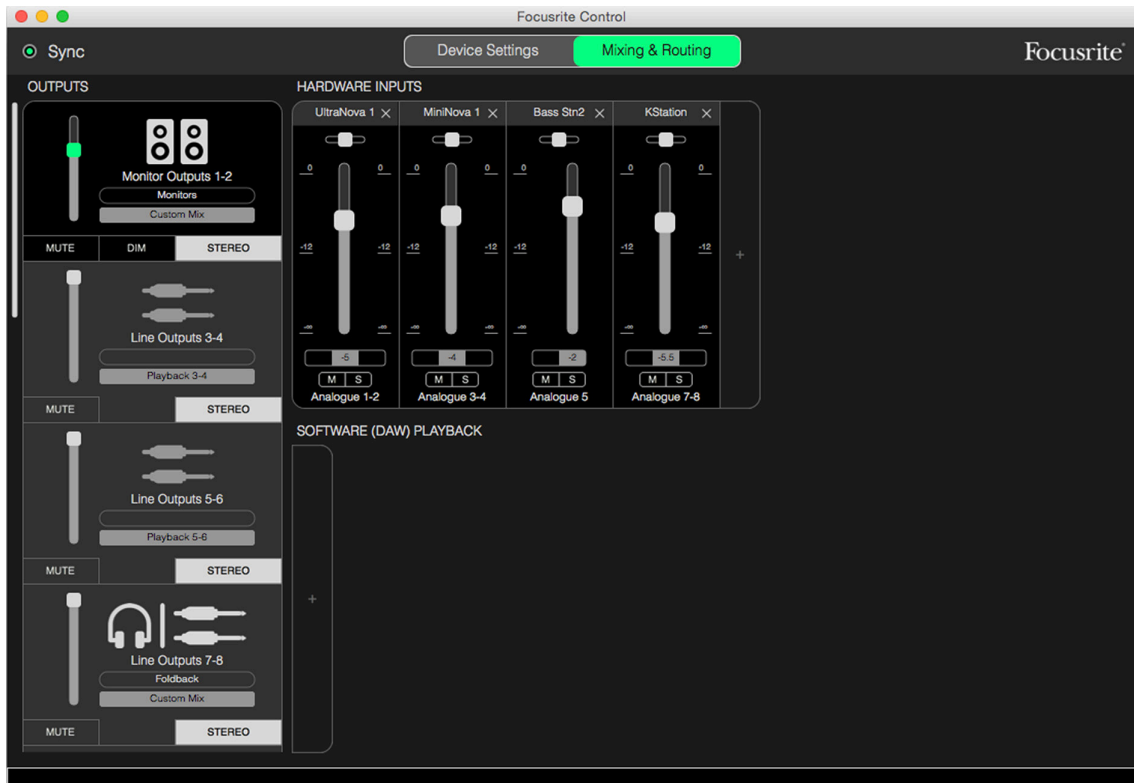 Focusrite Control
Sync
Device Settings
Mixing & Routing
Focusrite
OUTPUTS
Monitor Outputs 1-2
Monitors
Custom Mix
MUTE DIM STEREO
Line Outputs 3-4
Playback 3-4
MUTE STEREO
Line Outputs 5-6
Playback 5-6
MUTE STEREO
Line Outputs 7-8
Foldback
Custom Mix
MUTE STEREO
HARDWARE INPUTS
UltraNova 1 × MiniNova 1 × Bass Stn2 × KStation ×
0 0 0 0 0 0 0
-12 -12 -12 -12 -12 -12 -12
-∞ -∞ -∞ -∞ -∞ -∞ -∞
-5 -4 -2 -5.5
M S M S M S M S
Analogue 1-2 Analogue 3-4 Analogue 5 Analogue 7-8
+
SOFTWARE (DAW) PLAYBACK
+